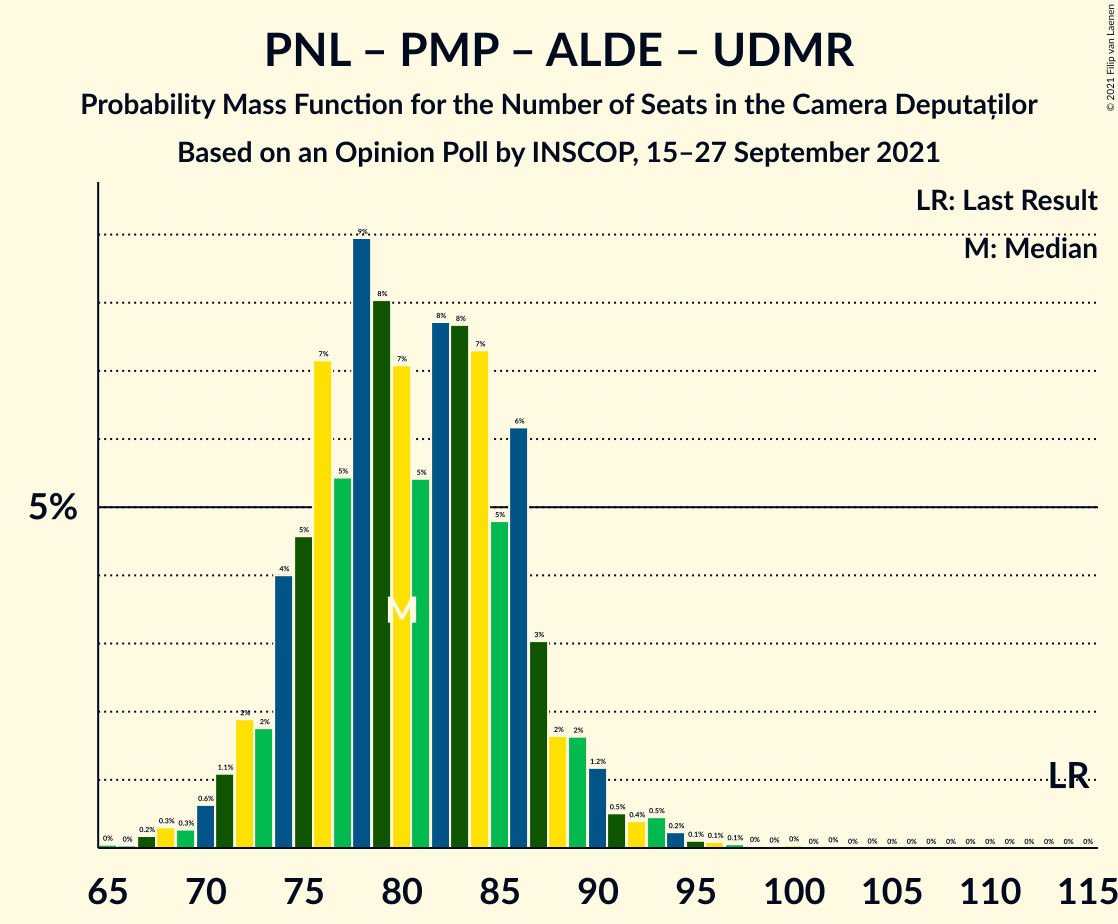 PNL – PMP – ALDE – UDMR
Probability Mass Function for the Number of Seats in the Camera Deputaților
Based on an Opinion Poll by INSCOP, 15–27 September 2021
© 2021 Filip van Laenen
LR: Last Result
M: Median
5%
0% 0% 0.2% 0.3% 0.3% 0.6% 1.1% 2% 2% 4% 5% 7% 5% 9% 8% 7% 5% 8% 8% 7% 5% 6% 3% 2% 2% 1.2% 0.5% 0.4% 0.5% 0.2% 0.1% 0.1% 0.1% 0% 0% 0% 0% 0% 0% 0% 0% 0% 0% 0% 0% 0% 0% 0% 0% 0% 0%
M
LR
65 70 75 80 85 90 95 100 105 110 115